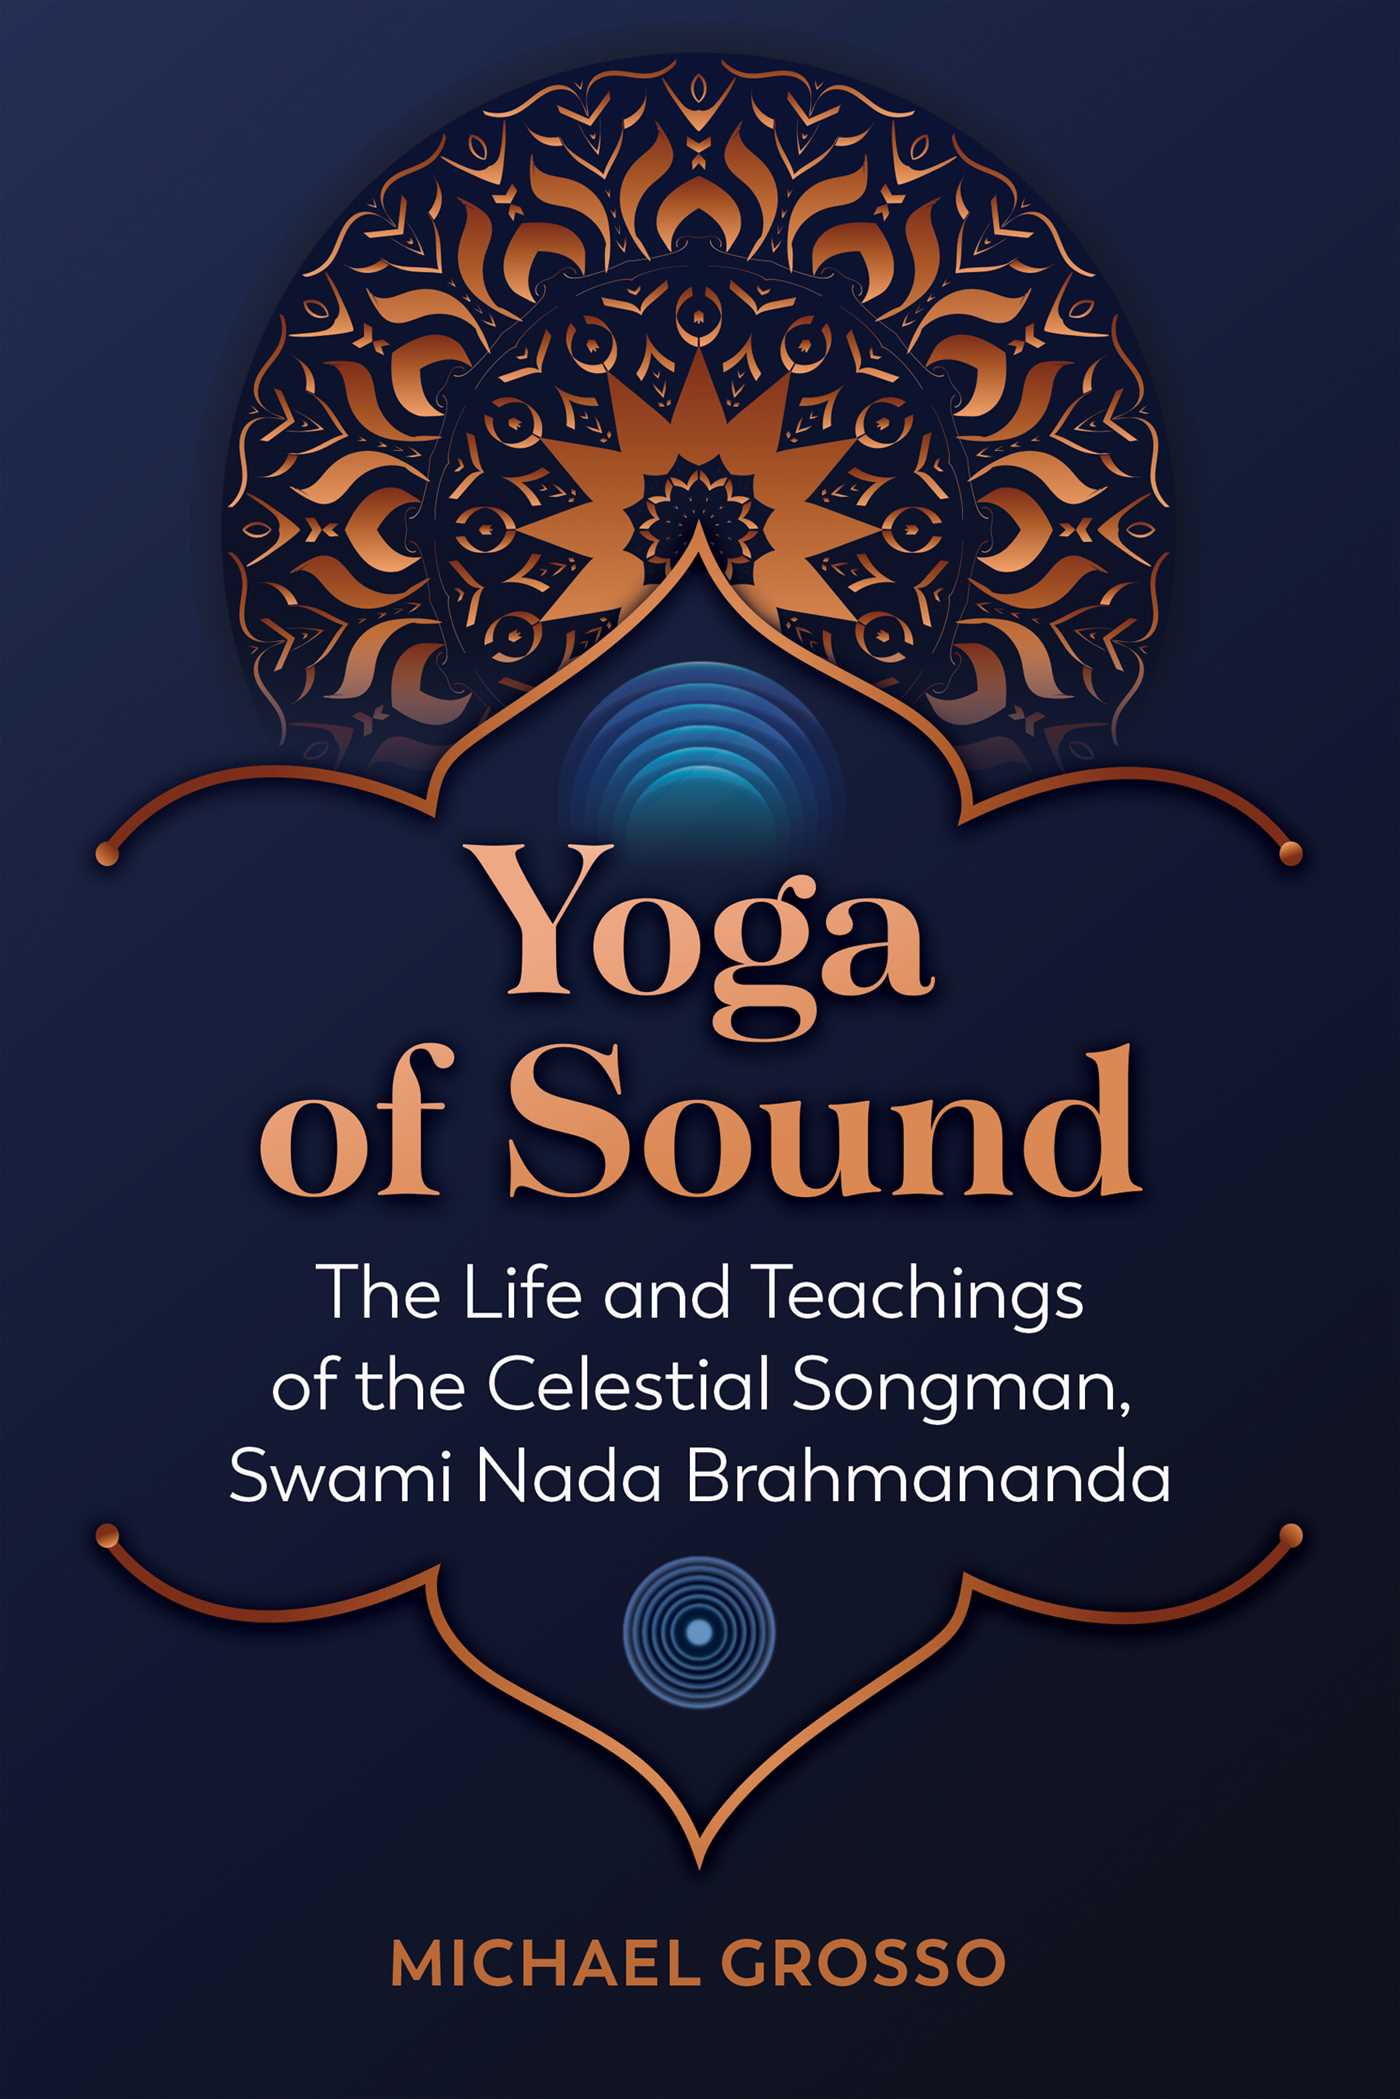 Yoga
of Sound
The Life and Teachings
of the Celestial Songman,
Swami Nada Brahmananda
MICHAEL GROSSO